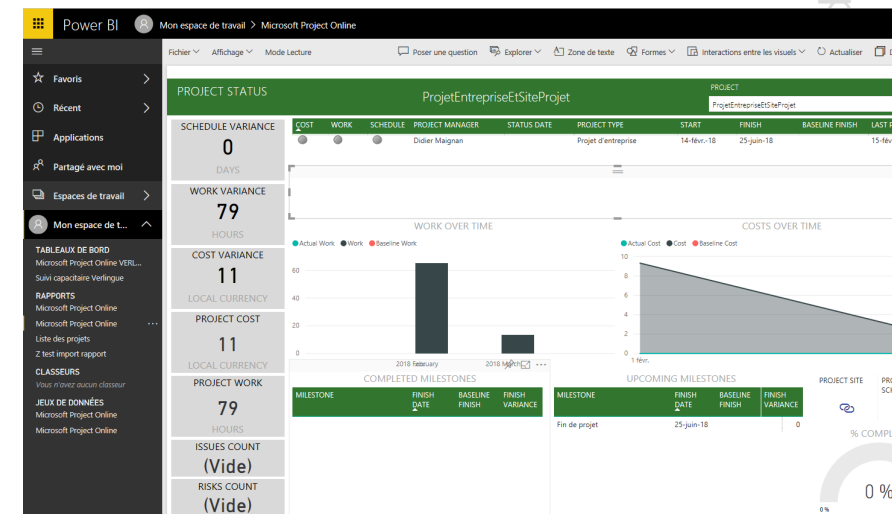 Power BI
Mon espace de travail > Microsoft Project Online
Fichier Affichage Mode Lecture Poser une question Explorer Zone de texte Formes Interactions entre les visuels Actualiser
Favoris
Récent
Applications
Partagé avec moi
Espaces de travail
Mon espace de t...
TABLEAUX DE BORD
Microsoft Project Online VERL...
Suivi capacitaire Verlingue
RAPPORTS
Microsoft Project Online
Microsoft Project Online ...
Liste des projets
Z test import rapport
CLASSEURS
Vous n'avez aucun classeur
JEUX DE DONNÉES
Microsoft Project Online
Microsoft Project Online
PROJECT STATUS
ProjetEntrepriseEtSiteProjet
PROJECT
ProjetEntrepriseEtSiteProjet
SCHEDULE VARIANCE
0
DAYS
WORK VARIANCE
79
HOURS
COST VARIANCE
11
LOCAL CURRENCY
PROJECT COST
11
LOCAL CURRENCY
PROJECT WORK
79
HOURS
ISSUES COUNT
(Vide)
RISKS COUNT
(Vide)
COST WORK SCHEDULE PROJECT MANAGER STATUS DATE PROJECT TYPE START FINISH BASELINE FINISH LAST
Didier Maignan Projet d'entreprise 14-févr.-18 25-juin-18 15-fév
WORK OVER TIME
Actual Work Work Baseline Work
60
40
20
0
2018 February 2018 March
COSTS OVER TIME
Actual Cost Cost Baseline Cost
10
8
6
4
2
0
1 févr.
COMPLETED MILESTONES
MILESTONE FINISH DATE BASELINE FINISH FINISH VARIANCE
UPCOMING MILESTONES
MILESTONE FINISH DATE BASELINE FINISH FINISH VARIANCE
Fin de projet 25-juin-18 0
PROJECT SITE
% COMPL
0 %
0 %